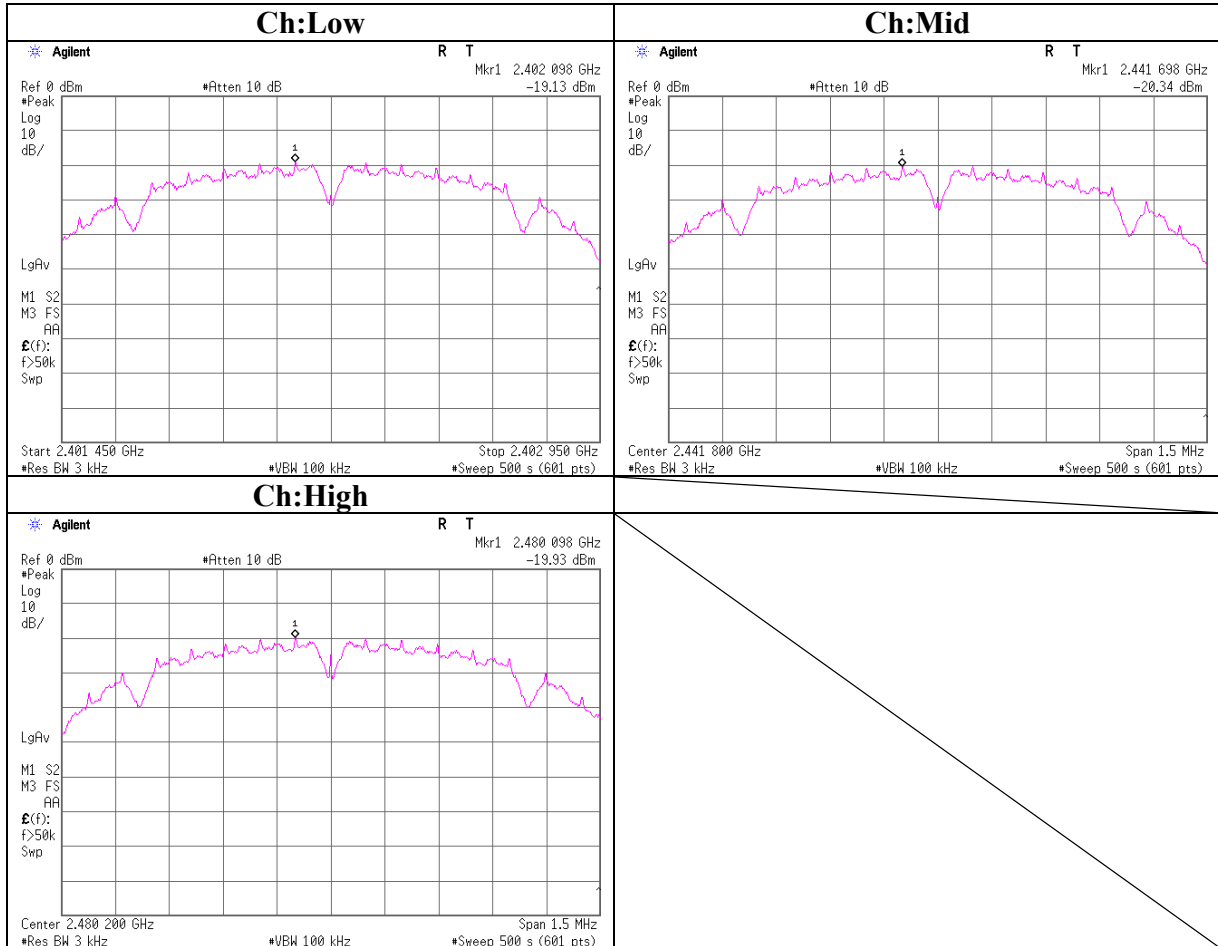 Ch:Low
Agilent R T
Mkr1 2.402 098 GHz
Ref 0 dBm #Atten 10 dB -19.13 dBm
#Peak
Log
10
dB/
1
LgAv
M1 S2
M3 FS
AA
£(f):
f>50k
Swp
Start 2.401 450 GHz Stop 2.402 950 GHz
#Res BW 3 kHz #VBW 100 kHz #Sweep 500 s (601 pts)
Ch:Mid
Agilent R T
Mkr1 2.441 698 GHz
Ref 0 dBm #Atten 10 dB -20.34 dBm
#Peak
Log
10
dB/
1
LgAv
M1 S2
M3 FS
AA
£(f):
f>50k
Swp
Center 2.441 800 GHz Span 1.5 MHz
#Res BW 3 kHz #VBW 100 kHz #Sweep 500 s (601 pts)
Ch:High
Agilent R T
Mkr1 2.480 098 GHz
Ref 0 dBm #Atten 10 dB -19.93 dBm
#Peak
Log
10
dB/
1
LgAv
M1 S2
M3 FS
AA
£(f):
f>50k
Swp
Center 2.480 200 GHz Span 1.5 MHz
#Res BW 3 kHz #VBW 100 kHz #Sweep 500 s (601 pts)